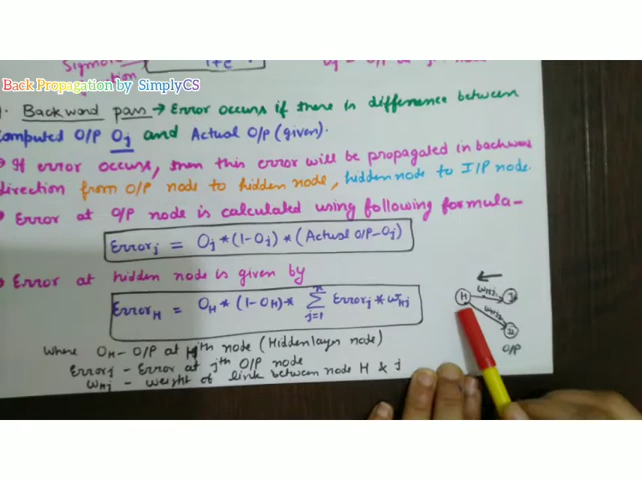 Sigmoid
1+e
Back Propagation by SimplyCS
Backward pass → Error occurs if there is difference between
Computed O/P Oj and Actual O/P (given).
If error occurs, then this error will be propagated in backward
direction from O/P node to hidden node, hidden node to I/P node.
Error at O/P node is calculated using following formula-
Errorj = Oj * (1-Oj) * (Actual O/P-Oj)
Error at hidden node is given by
ErrorH = OH * (1-OH) * n Σ j=1 Errorj * wHj
H
O/P
where OH - O/P at Hth node (Hidden layer node)
Errorj - Error at jth O/P node
wHj - weight of link between node H & j